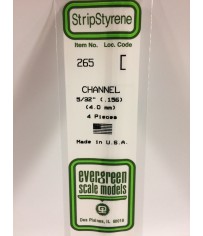 StripStyrene
Item No. Loc. Code
265
CHANNEL
5/32" (.156)
(4.0 mm)
4 Pieces
Made in U.S.A.
evergreen
scale models
Des Plaines, IL 60018